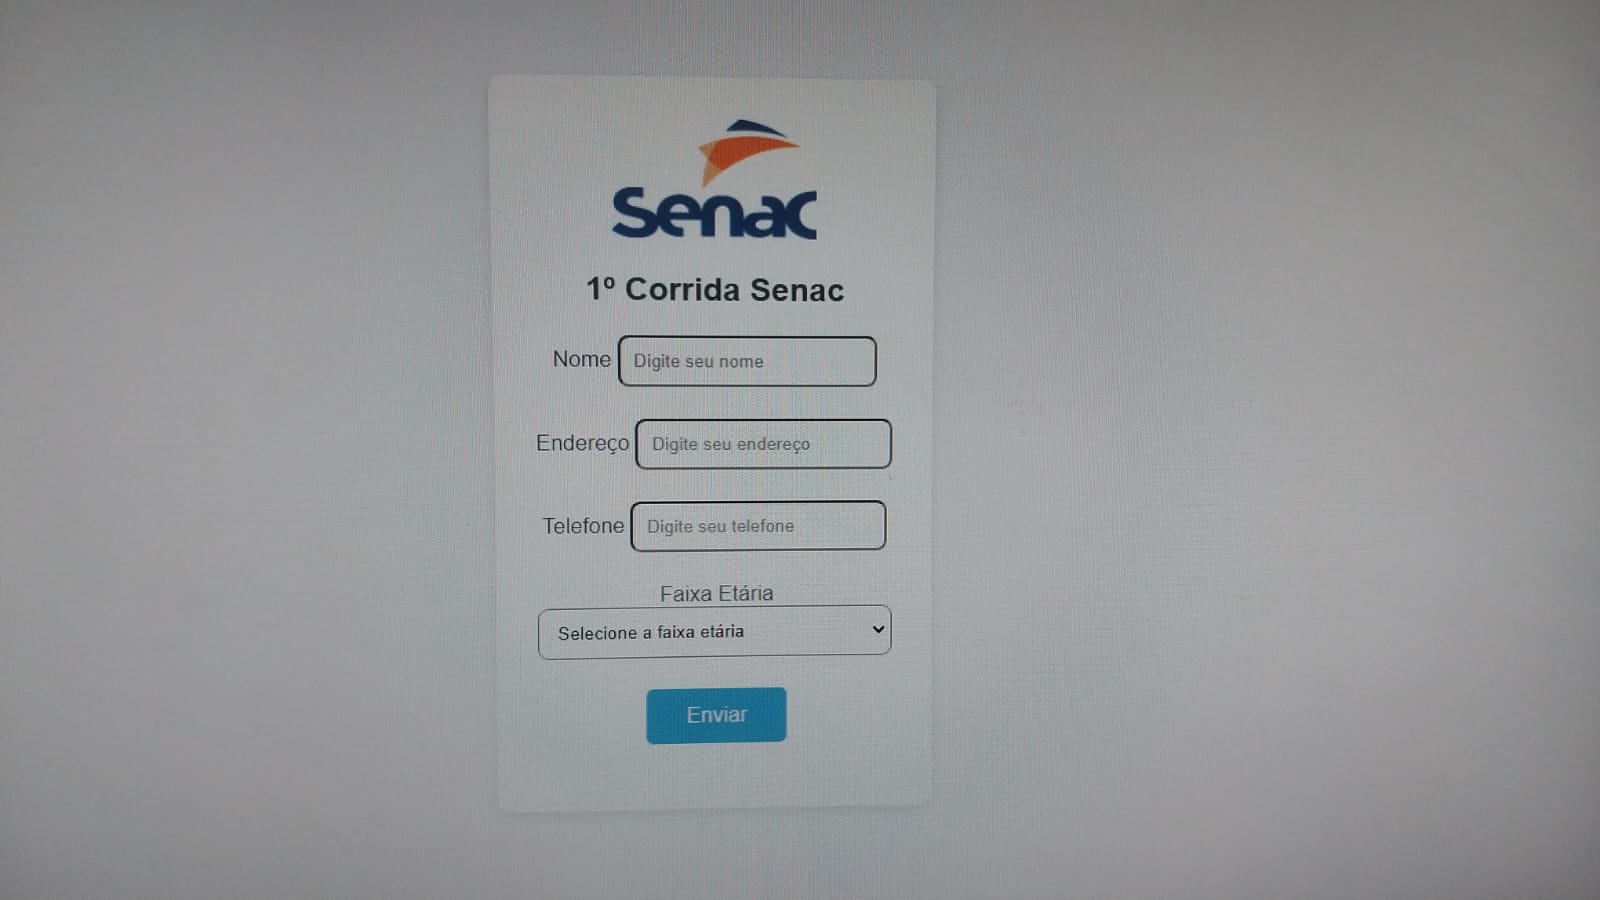 Senac
1º Corrida Senac
Nome Digite seu nome
Endereço Digite seu endereço
Telefone Digite seu telefone
Faixa Etária
Selecione a faixa etária
Enviar